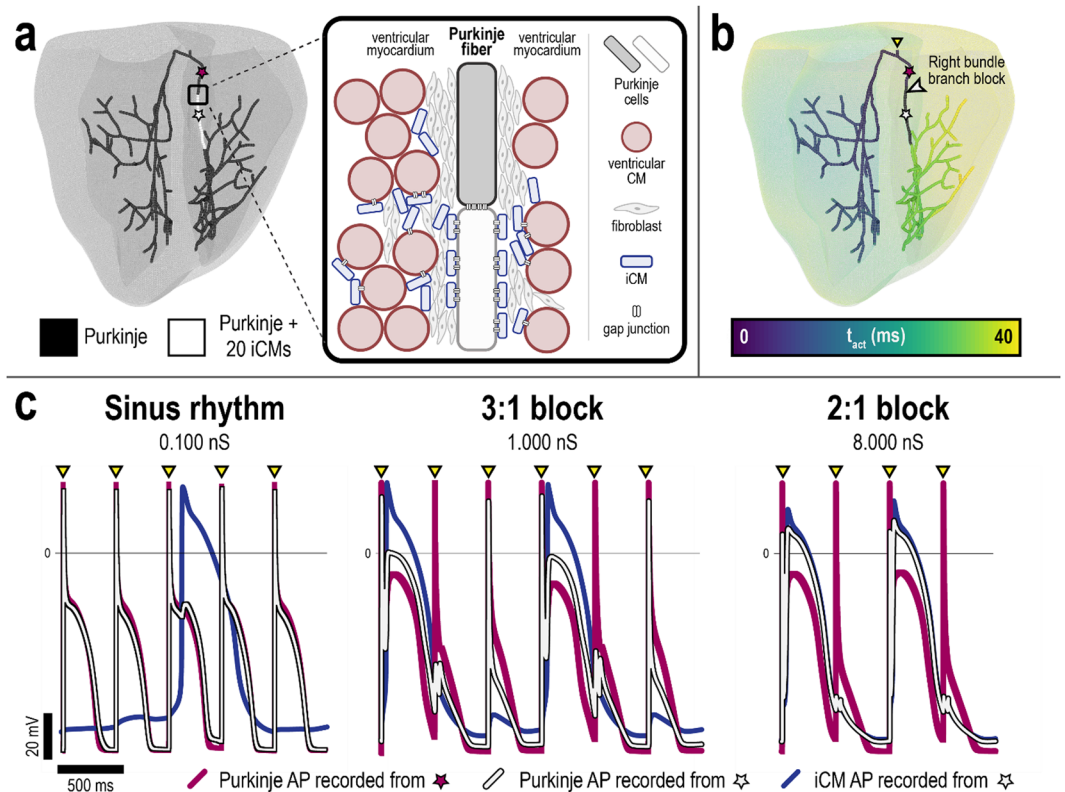 a
ventricular
myocardium
Purkinje
fiber
ventricular
myocardium
Purkinje
cells
ventricular
CM
fibroblast
iCM
gap junction
Purkinje
Purkinje +
20 iCMs
b
Right bundle
branch block
0
tact (ms)
40
c
Sinus rhythm
0.100 nS
3:1 block
1.000 nS
2:1 block
8.000 nS
0
0
0
20 mV
500 ms
Purkinje AP recorded from
Purkinje AP recorded from
iCM AP recorded from